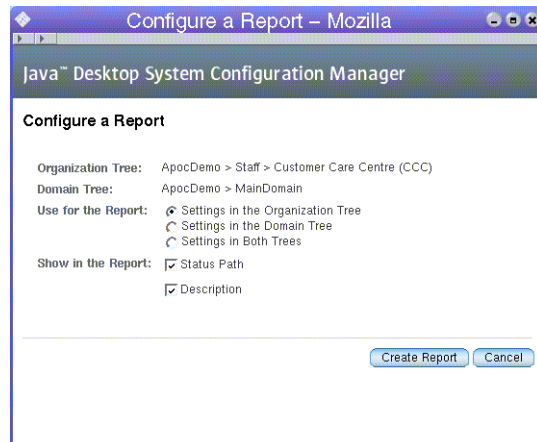 Configure a Report – Mozilla
Java™ Desktop System Configuration Manager
Configure a Report
Organization Tree: ApocDemo > Staff > Customer Care Centre (CCC)
Domain Tree: ApocDemo > MainDomain
Use for the Report: Settings in the Organization Tree
Settings in the Domain Tree
Settings in Both Trees
Show in the Report: Status Path
Description
Create Report Cancel